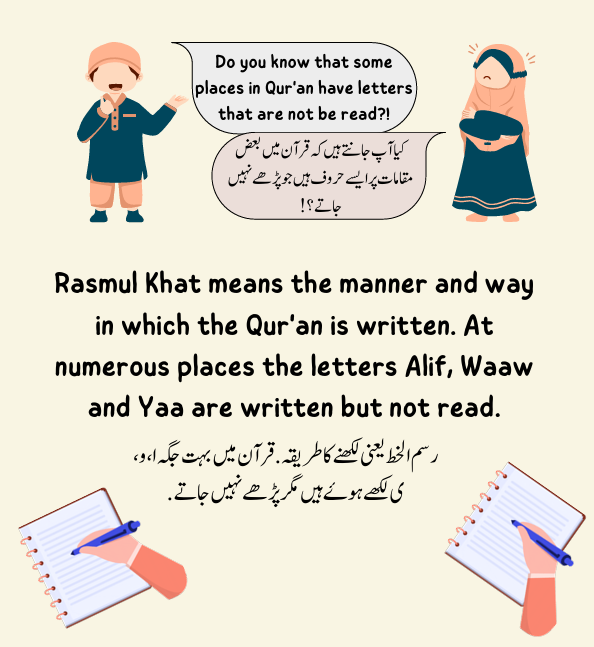 Do you know that some
places in Qur'an have letters
that are not be read?!
کیا آپ جانتے ہیں کہ قرآن میں بعض
مقامات پر ایسے حروف ہیں جو پڑھے نہیں
جاتے؟!
Rasmul Khat means the manner and way
in which the Qur'an is written. At
numerous places the letters Alif, Waaw
and Yaa are written but not read.
رسم الخط یعنی لکھنے کا طریقہ. قرآن میں بہت جگہ ا، و،
ی لکھے ہوئے ہیں مگر پڑھے نہیں جاتے.